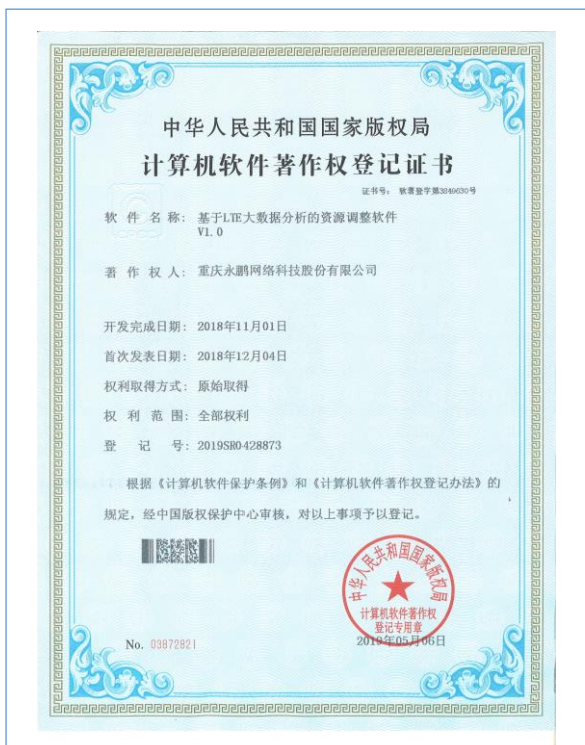 中华人民共和国国家版权局
计算机软件著作权登记证书
证书号: 软著登字第3849630号
软件名称: 基于LTE大数据分析的资源调整软件
V1.0
著作权人: 重庆永鹏网络科技股份有限公司
开发完成日期: 2018年11月01日
首次发表日期: 2018年12月04日
权利取得方式: 原始取得
权利范围: 全部权利
登记号: 2019SR0428873
根据《计算机软件保护条例》和《计算机软件著作权登记办法》的
规定,经中国版权保护中心审核,对以上事项予以登记。
中华人民共和国国家版权局
计算机软件著作权
登记专用章
No. 03872821
2019年05月06日